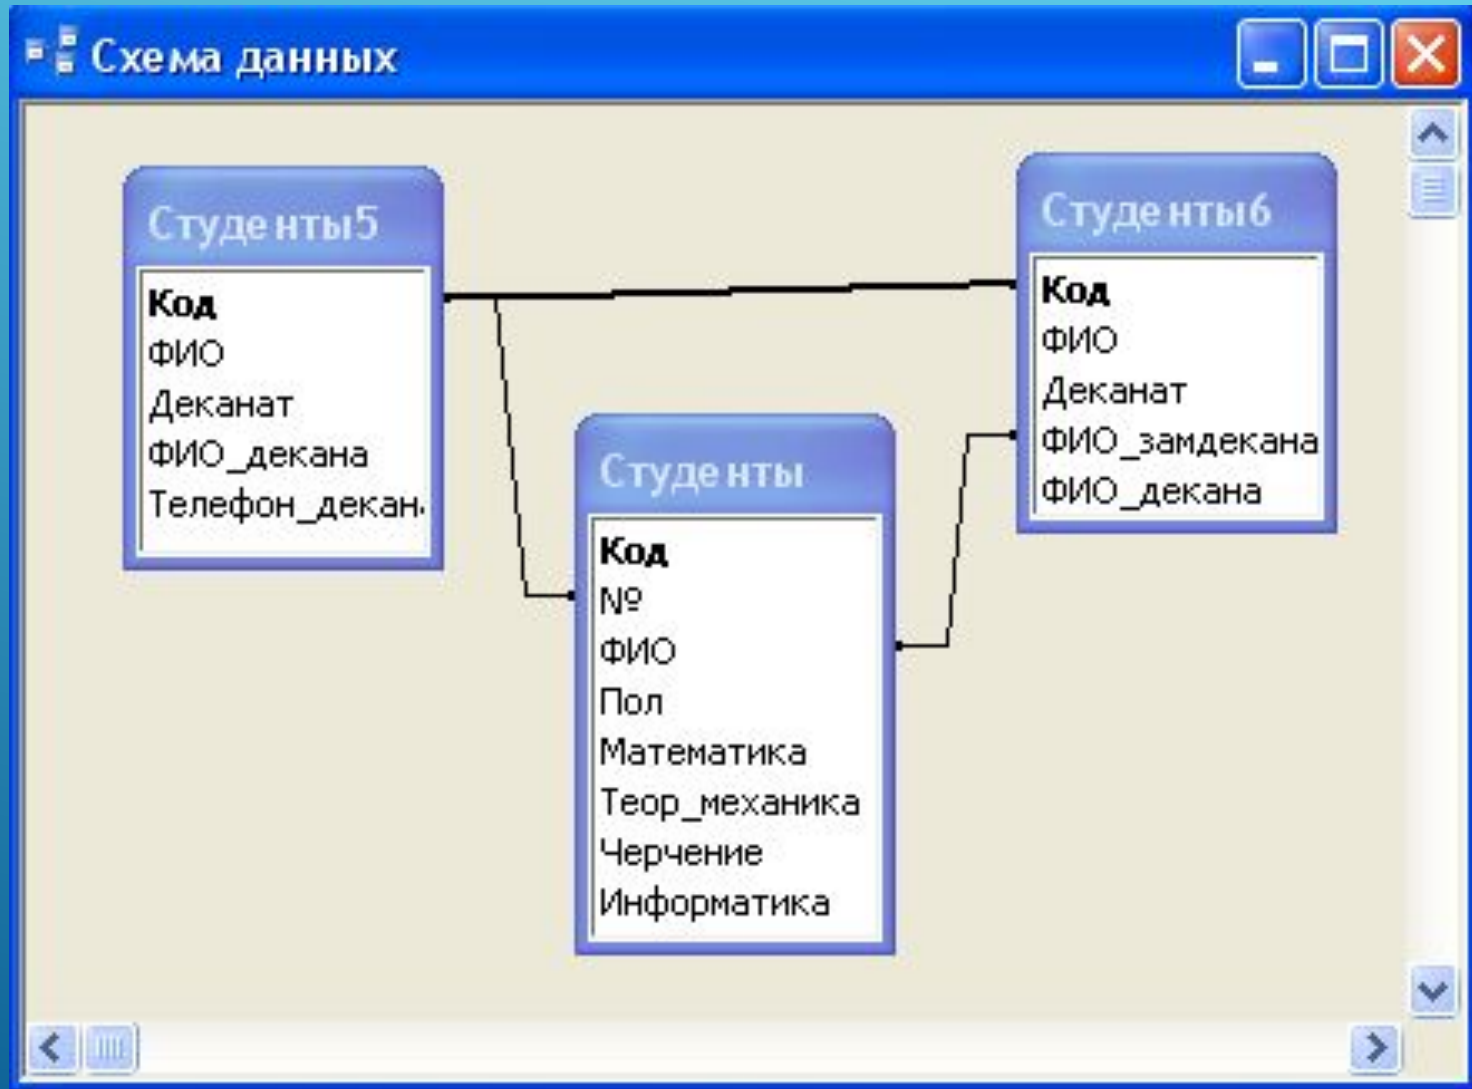 Схема данных
Студенты5
Код
ФИО
Деканат
ФИО_декана
Телефон_декан
Студенты6
Код
ФИО
Деканат
ФИО_замдекана
ФИО_декана
Студенты
Код
№
ФИО
Пол
Математика
Теор_механика
Черчение
Информатика